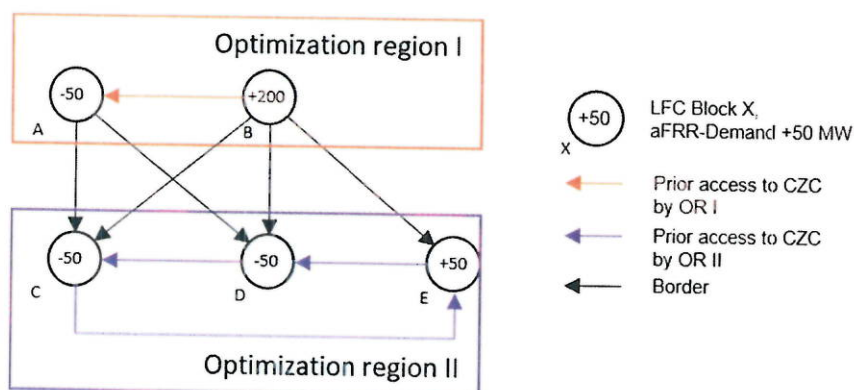 Optimization region I
-50
+200
A
B
+50
X
LFC Block X,
aFRR-Demand +50 MW
Prior access to CZC
by OR I
Prior access to CZC
by OR II
Border
-50
-50
+50
C
D
E
Optimization region II